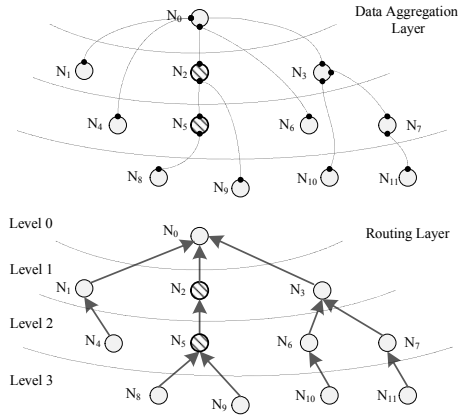 N0
Data Aggregation
Layer
N1
N2
N3
N4
N5
N6
N7
N8
N9
N10
N11
Level 0
N0
Routing Layer
Level 1
N1
N2
N3
Level 2
N4
N5
N6
N7
Level 3
N8
N9
N10
N11